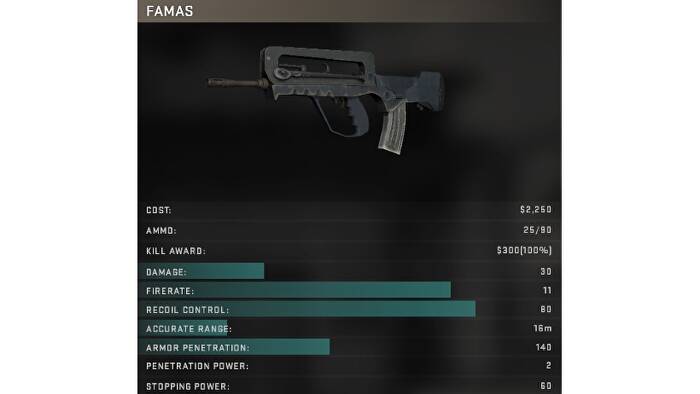 FAMAS
COST: $2,250
AMMO: 25/90
KILL AWARD: $300(100%)
DAMAGE: 30
FIRERATE: 11
RECOIL CONTROL: 80
ACCURATE RANGE: 16m
ARMOR PENETRATION: 140
PENETRATION POWER: 2
STOPPING POWER: 60